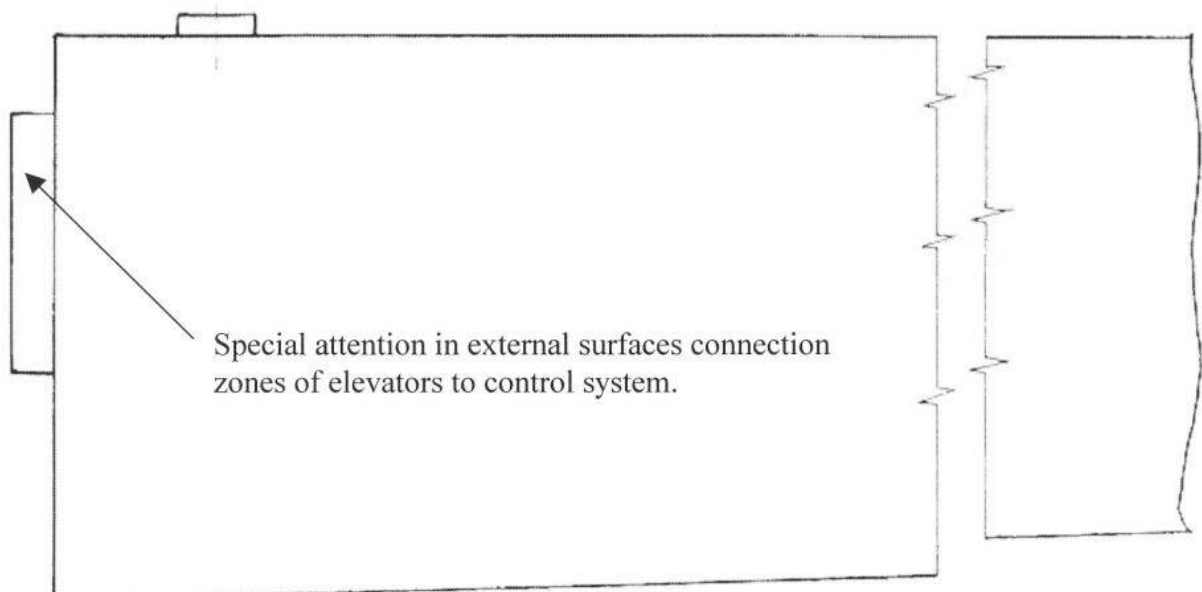 Special attention in external surfaces connection
zones of elevators to control system.